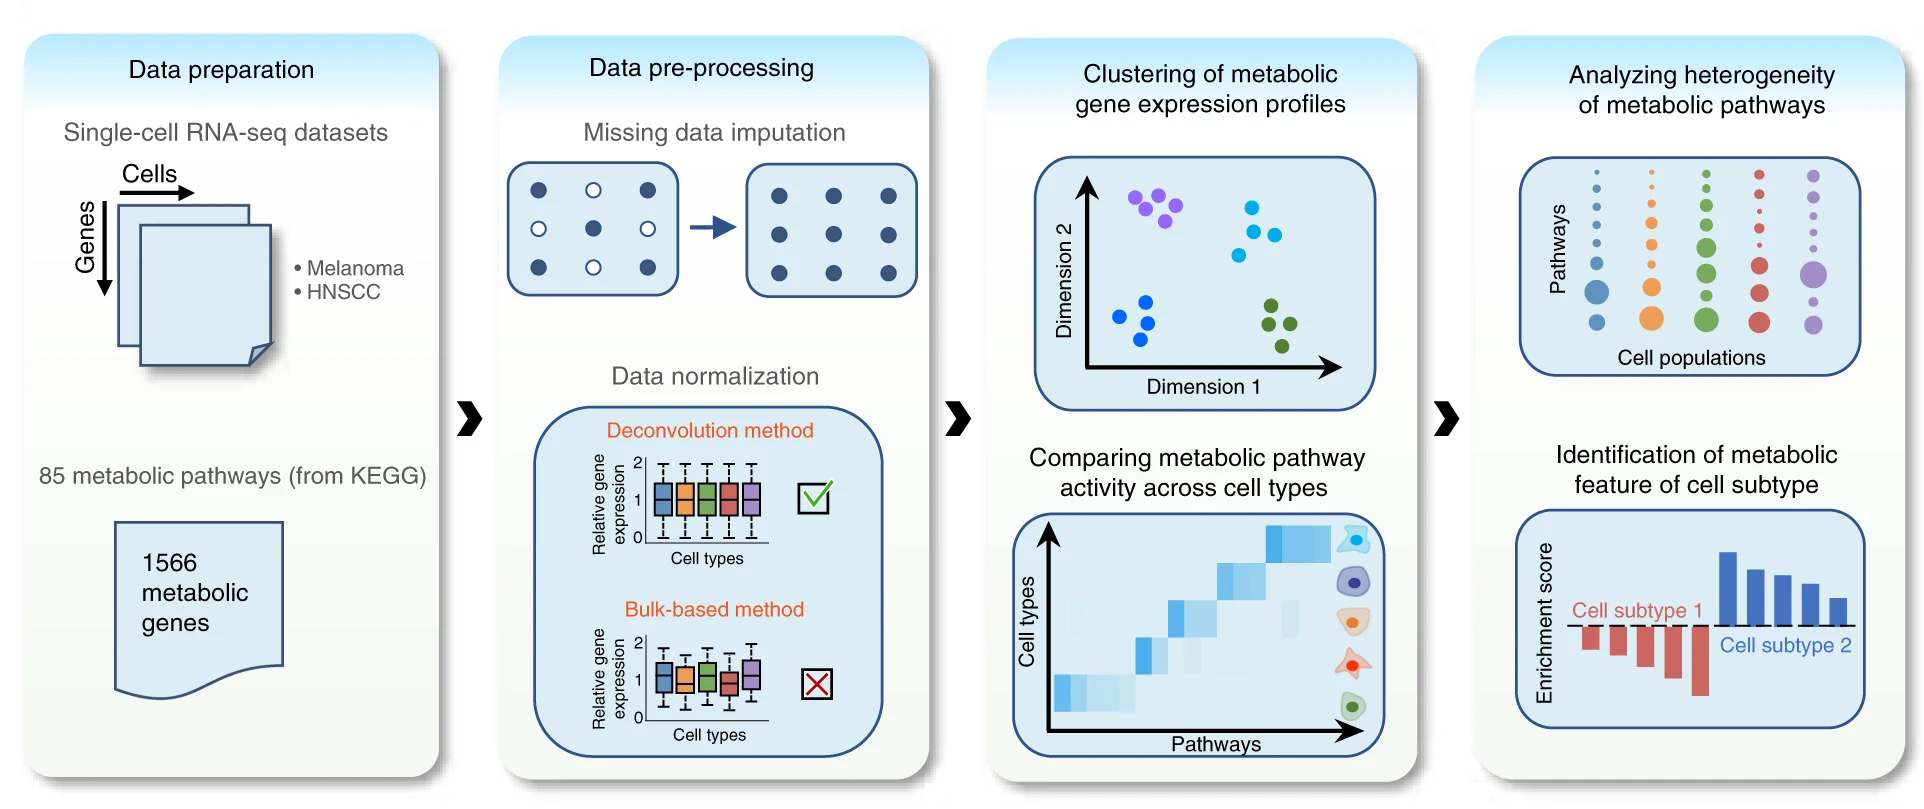 Data preparation
Single-cell RNA-seq datasets
Cells
Genes
• Melanoma
• HNSCC
85 metabolic pathways (from KEGG)
1566
metabolic
genes
Data pre-processing
Missing data imputation
Data normalization
Deconvolution method
Relative gene
expression
2
1
0
Cell types
Bulk-based method
Relative gene
expression
2
1
0
Cell types
Clustering of metabolic
gene expression profiles
Dimension 2
Dimension 1
Comparing metabolic pathway
activity across cell types
Cell types
Pathways
Analyzing heterogeneity
of metabolic pathways
Pathways
Cell populations
Identification of metabolic
feature of cell subtype
Enrichment score
Cell subtype 1
Cell subtype 2